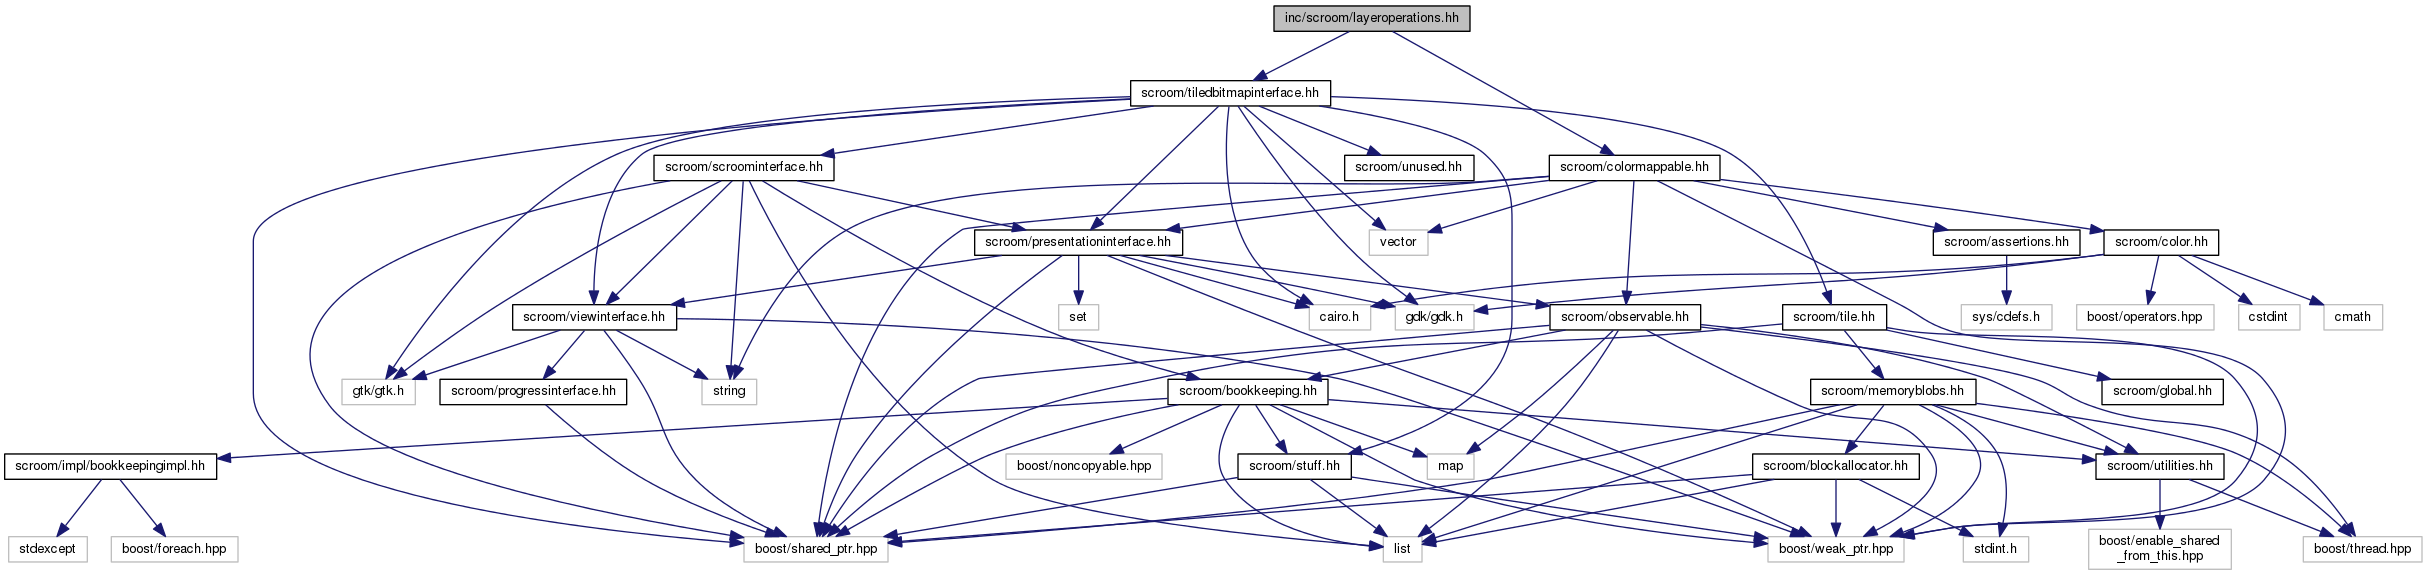 inc/scroom/layeroperations.hh
scroom/tiledbitmapinterface.hh
scroom/scroominterface.hh
scroom/unused.hh
scroom/colormappable.hh
scroom/presentationinterface.hh
vector
scroom/assertions.hh
scroom/color.hh
scroom/viewinterface.hh
set
cairo.h
gdk/gdk.h
scroom/observable.hh
scroom/tile.hh
sys/cdefs.h
boost/operators.hpp
cstdint
cmath
gtk/gtk.h
scroom/progressinterface.hh
string
scroom/bookkeeping.hh
scroom/memoryblobs.hh
scroom/global.hh
scroom/impl/bookkeepingimpl.hh
boost/noncopyable.hpp
scroom/stuff.hh
map
scroom/blockallocator.hh
scroom/utilities.hh
stdexcept
boost/foreach.hpp
boost/shared_ptr.hpp
list
boost/weak_ptr.hpp
stdint.h
boost/enable_shared
_from_this.hpp
boost/thread.hpp